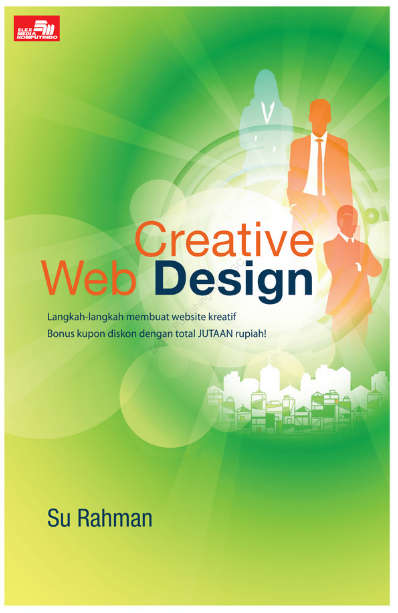 ELEX
MEDIA
KOMPUTINDO
Creative
Web Design
Langkah-langkah membuat website kreatif
Bonus kupon diskon dengan total JUTAAN rupiah!
Su Rahman